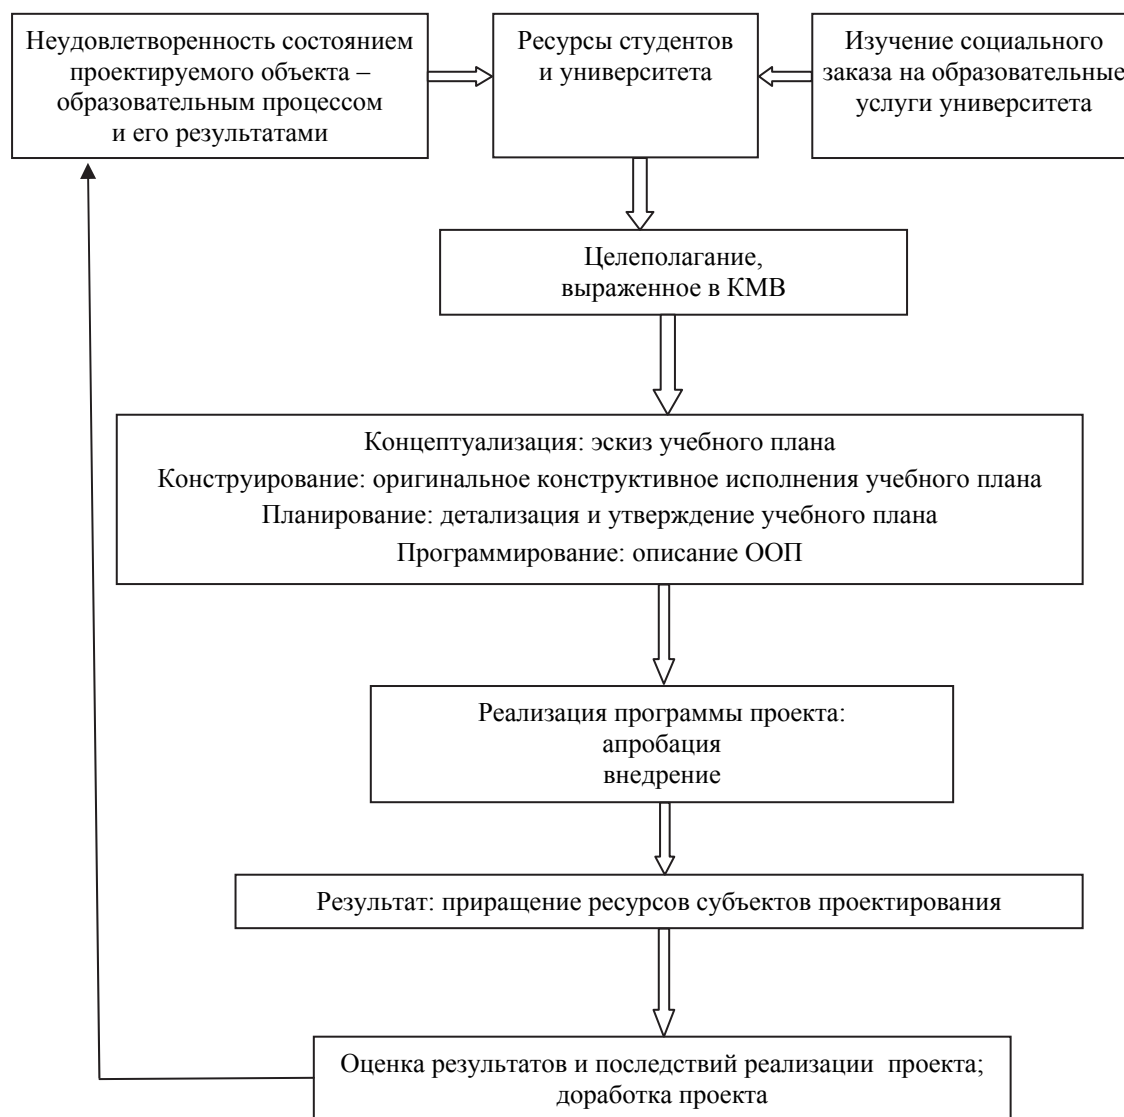 Неудовлетворенность состоянием
проектируемого объекта –
образовательным процессом
и его результатами
Ресурсы студентов
и университета
Изучение социального
заказа на образовательные
услуги университета
Целеполагание,
выраженное в КМВ
Концептуализация: эскиз учебного плана
Конструирование: оригинальное конструктивное исполнения учебного плана
Планирование: детализация и утверждение учебного плана
Программирование: описание ООП
Реализация программы проекта:
апробация
внедрение
Результат: приращение ресурсов субъектов проектирования
Оценка результатов и последствий реализации проекта;
доработка проекта